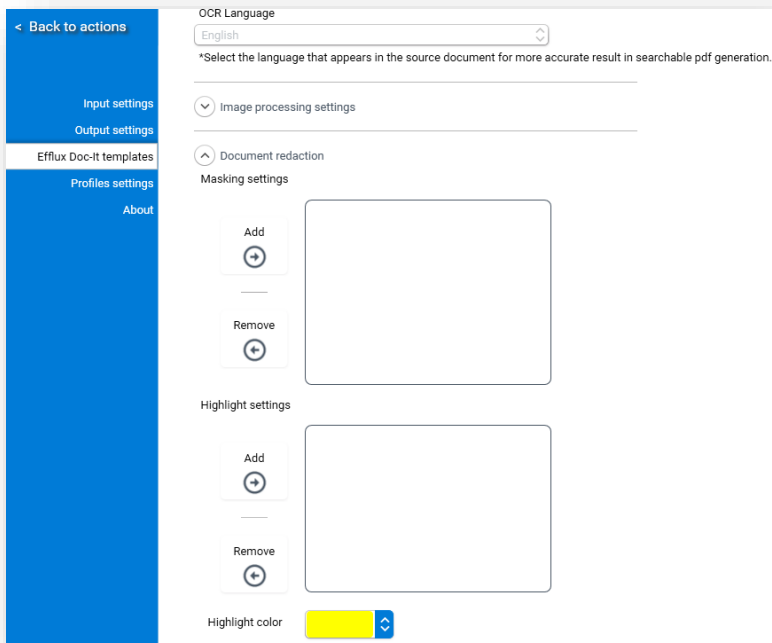 < Back to actions
Input settings
Output settings
Efflux Doc-It templates
Profiles settings
About
OCR Language
English
*Select the language that appears in the source document for more accurate result in searchable pdf generation.
Image processing settings
Document redaction
Masking settings
Add
Remove
Highlight settings
Add
Remove
Highlight color